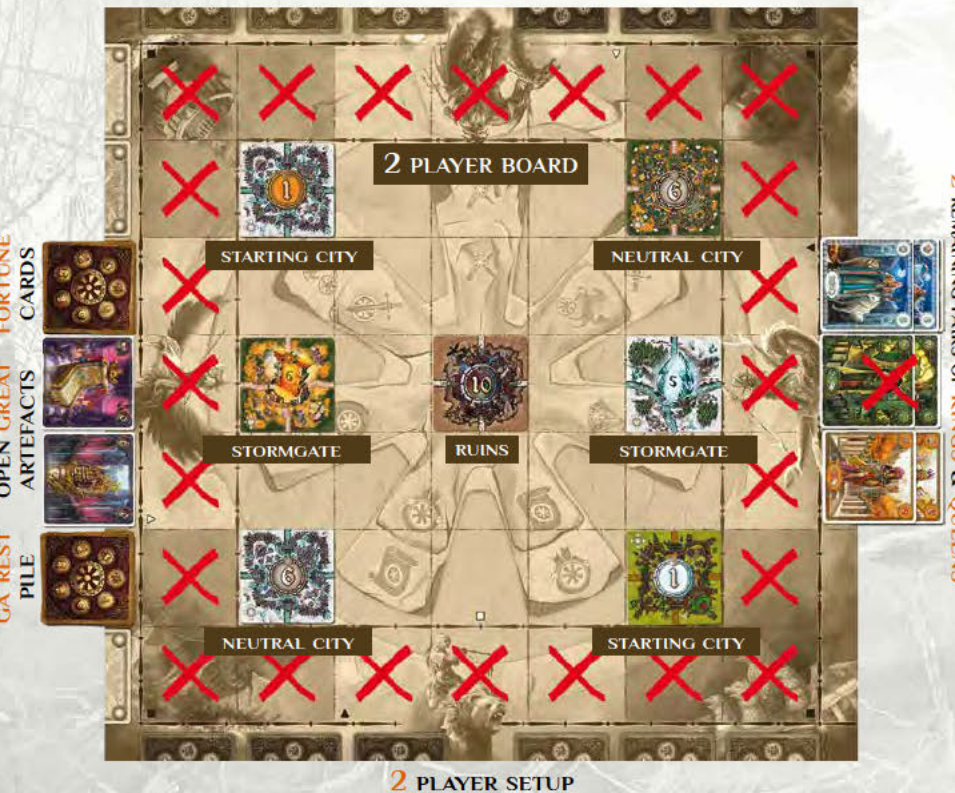 2 PLAYER BOARD
1
6
STARTING CITY
NEUTRAL CITY
FORTUNE
CARDS
OPEN GREAT
ARTEFACTS
GA REST
PILE
6
10
5
STORMGATE
RUINS
STORMGATE
6
1
NEUTRAL CITY
STARTING CITY
2 PLAYER SETUP